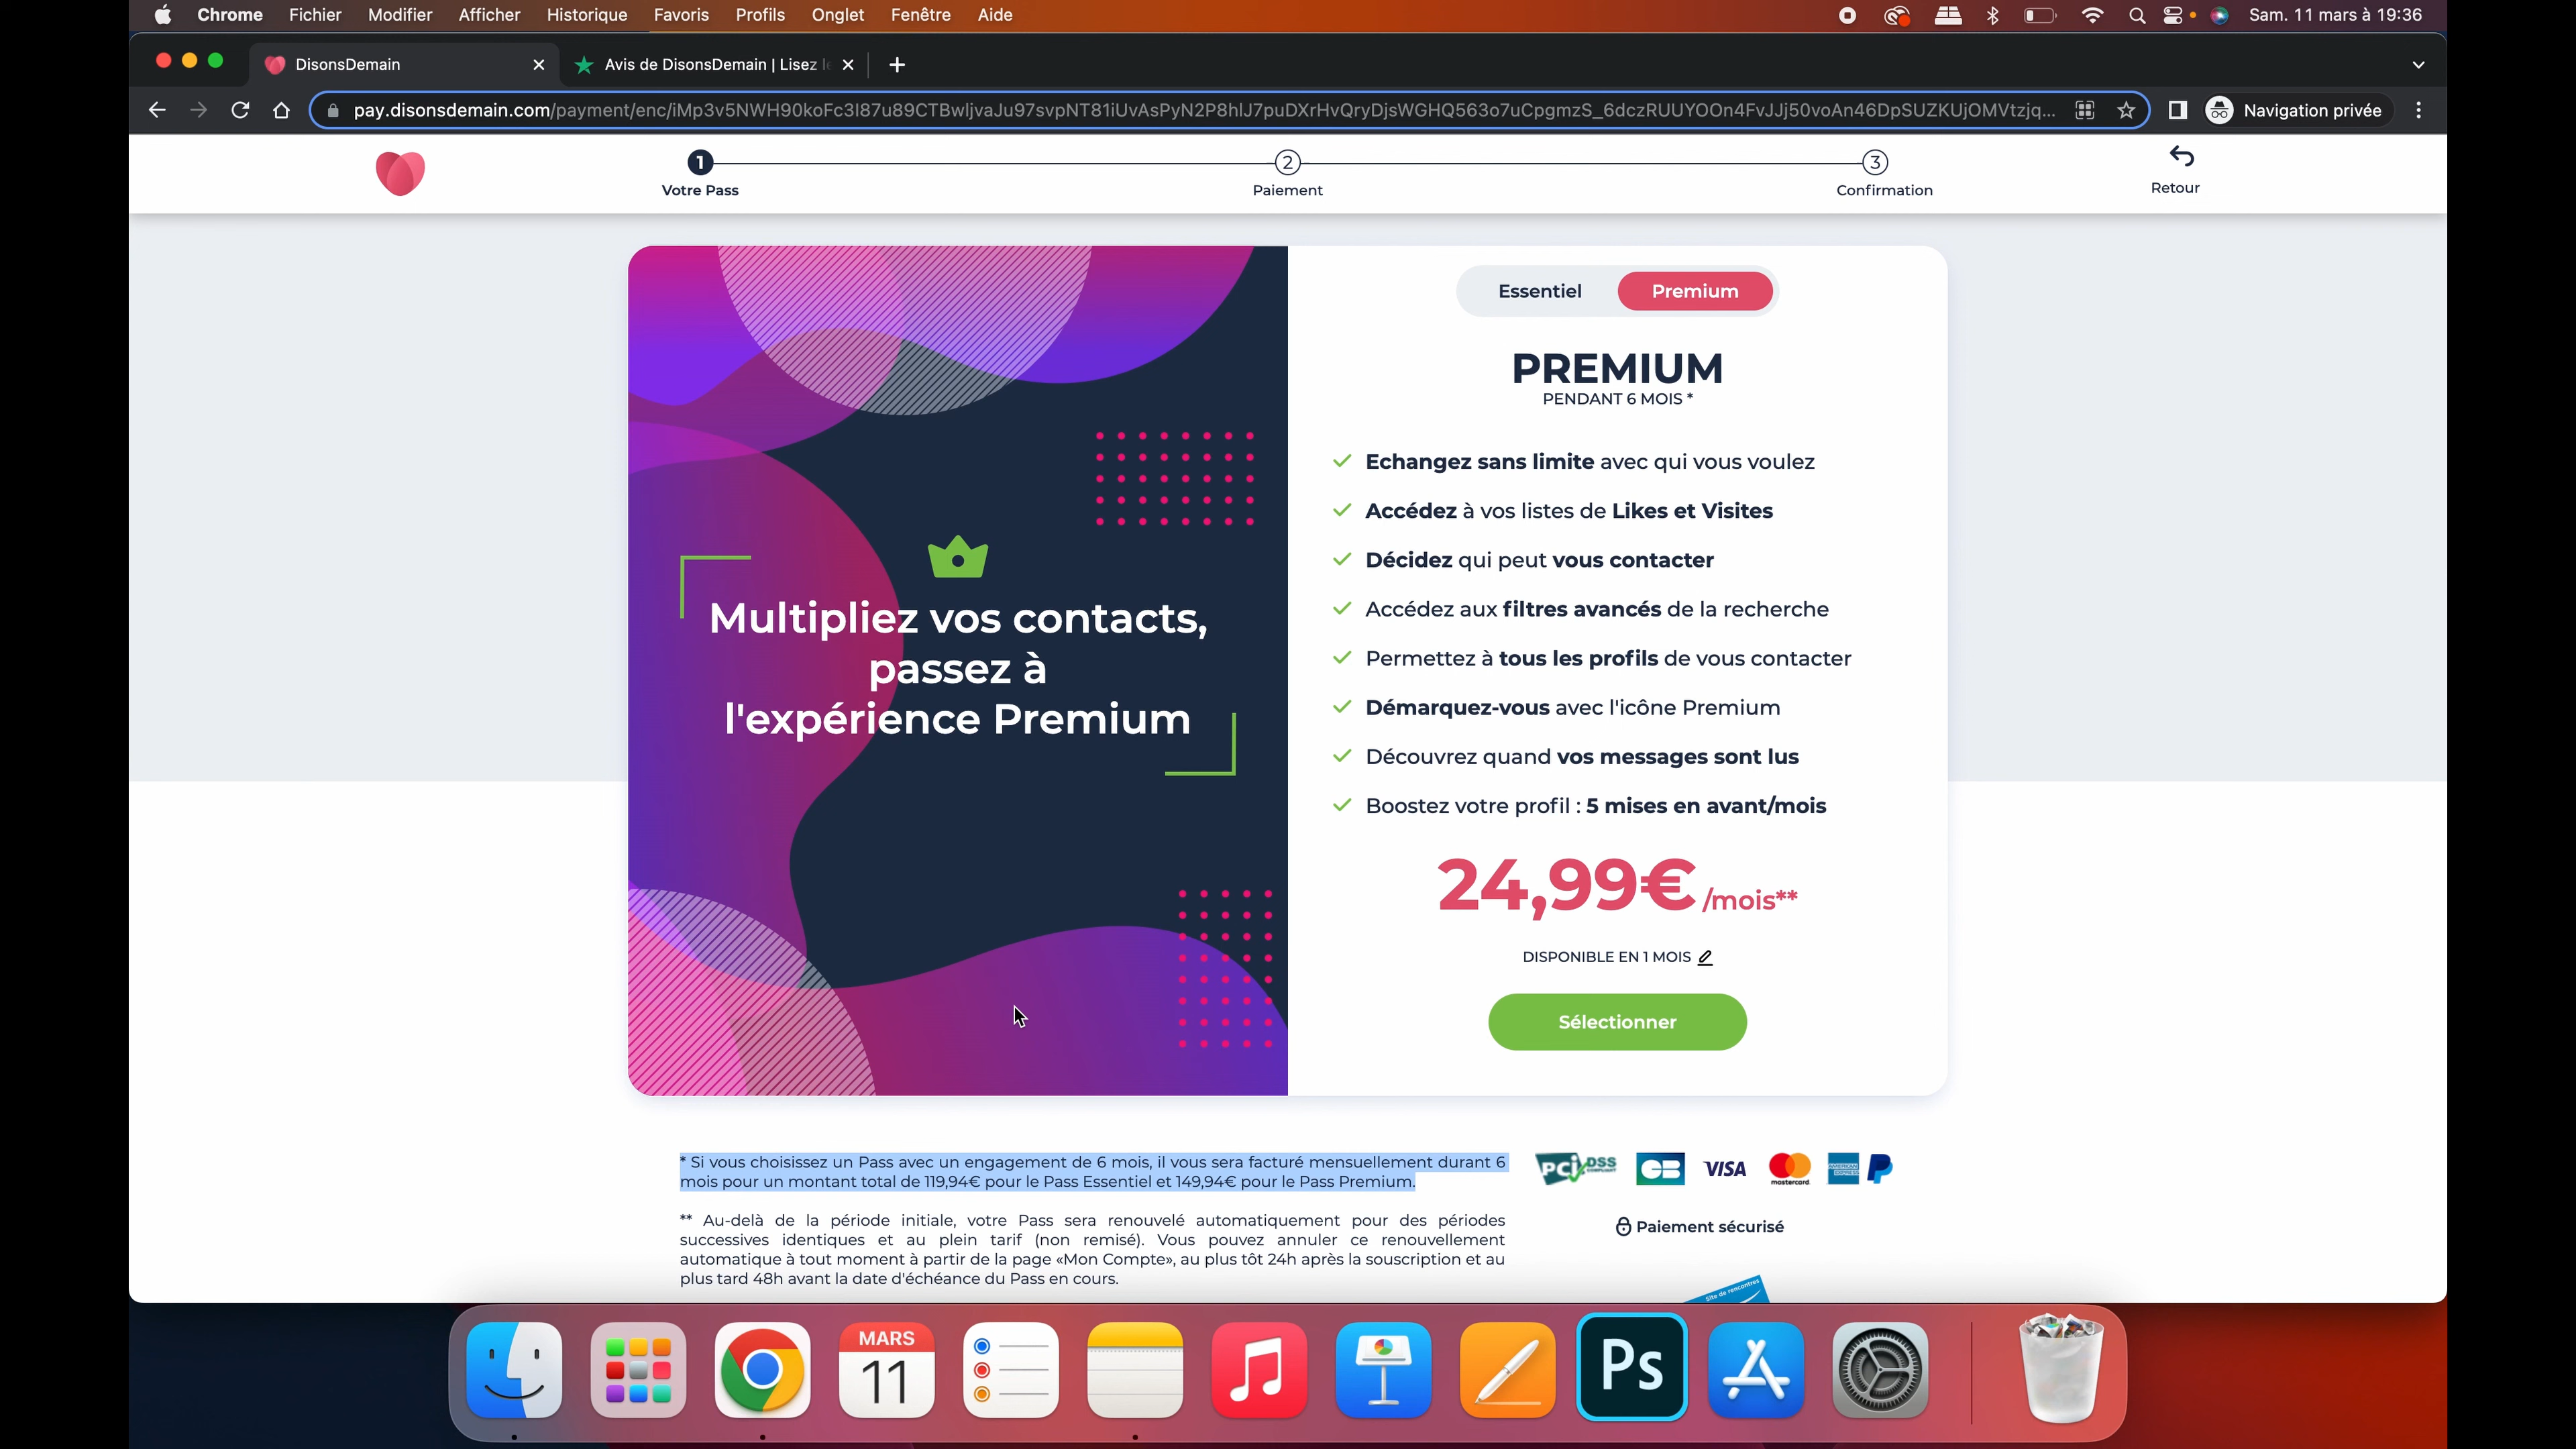 Chrome Fichier Modifier Afficher Historique Favoris Profils Onglet Fenêtre Aide Sam. 11 mars à 19:36
DisonsDemain Avis de DisonsDemain | Lisez
pay.disonsdemain.com/payment/enc/iMp3v5NWH90koFc3I87u89CTBwljvaJu97svpNT81iUvAsPyN2P8hlJ7puDXrHvQryDjsWGHQ563o7uCpgmzS_6dczRUUYOOn4FvJJj50voAn46DpSUZKUjOMVtzjq... Navigation privée
1 2 3
Votre Pass Paiement Confirmation Retour
Essentiel Premium
PREMIUM
PENDANT 6 MOIS *
Echangez sans limite avec qui vous voulez
Accédez à vos listes de Likes et Visites
Décidez qui peut vous contacter
Accédez aux filtres avancés de la recherche
Permettez à tous les profils de vous contacter
Démarquez-vous avec l'icône Premium
Découvrez quand vos messages sont lus
Boostez votre profil : 5 mises en avant/mois
Multipliez vos contacts,
passez à
l'expérience Premium
24,99€/mois**
DISPONIBLE EN 1 MOIS
Sélectionner
* Si vous choisissez un Pass avec un engagement de 6 mois, il vous sera facturé mensuellement durant 6
mois pour un montant total de 119,94€ pour le Pass Essentiel et 149,94€ pour le Pass Premium.
** Au-delà de la période initiale, votre Pass sera renouvelé automatiquement pour des périodes
successives identiques et au plein tarif (non remisé). Vous pouvez annuler ce renouvellement
automatique à tout moment à partir de la page «Mon Compte», au plus tôt 24h après la souscription et au
plus tard 48h avant la date d'échéance du Pass en cours.
PCI DSS COMPLIANT CB VISA mastercard AMERICAN EXPRESS
Paiement sécurisé
Site de rencontres
MARS
11
Ps